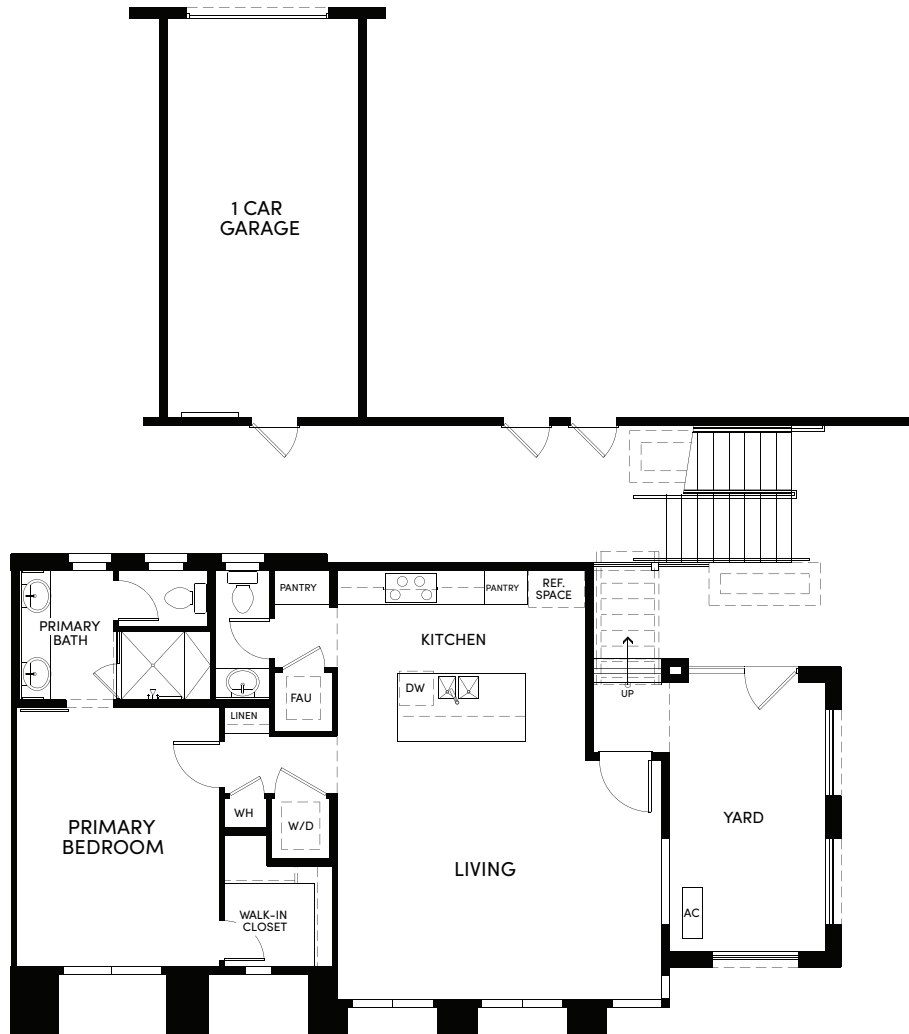 1 CAR
GARAGE
PANTRY
PANTRY
REF.
SPACE
PRIMARY
BATH
KITCHEN
DW
FAU
UP
LINEN
WH
W/D
YARD
PRIMARY
BEDROOM
LIVING
WALK-IN
CLOSET
AC